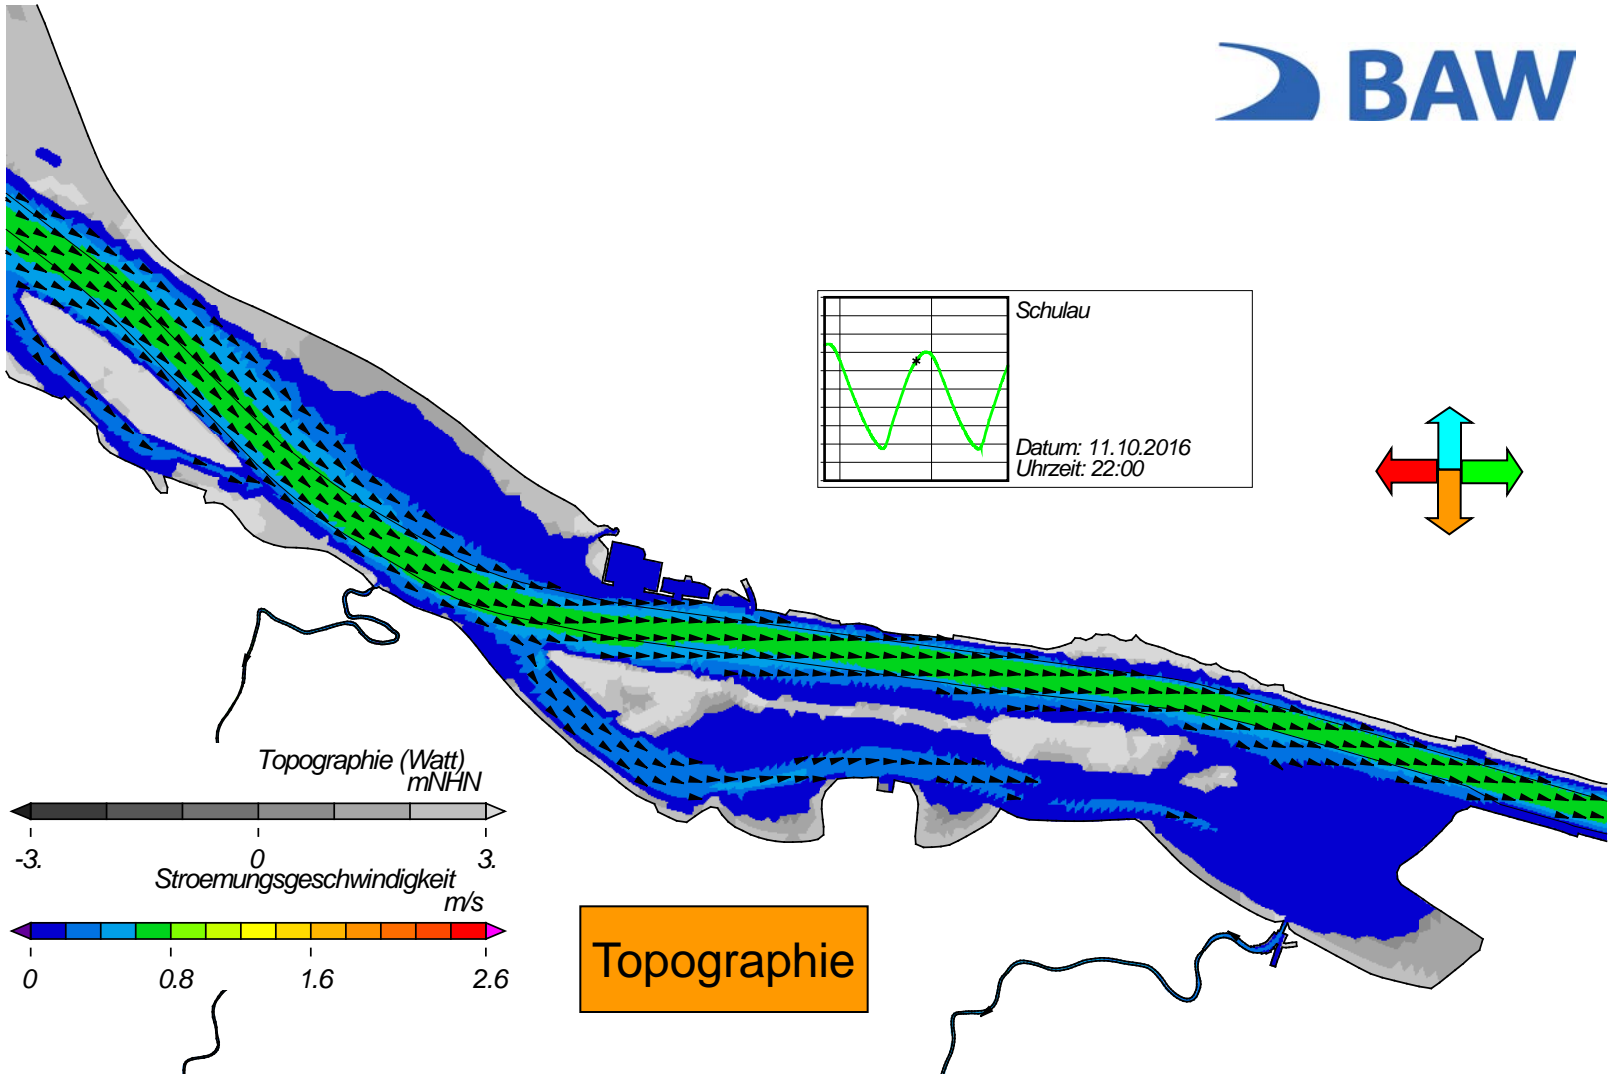 BAW
Schulau
Datum: 11.10.2016
Uhrzeit: 22:00
Topographie (Watt)
mNHN
-3. 0 3.
Stroemungsgeschwindigkeit
m/s
0 0.8 1.6 2.6
Topographie